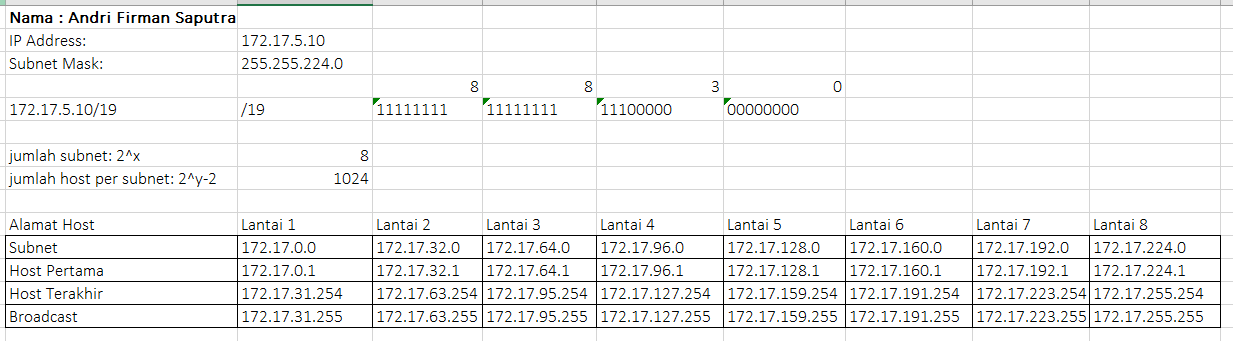 Nama : Andri Firman Saputra
IP Address: 172.17.5.10
Subnet Mask: 255.255.224.0
8 8 3 0
172.17.5.10/19 /19 11111111 11111111 11100000 00000000
jumlah subnet: 2^x 8
jumlah host per subnet: 2^y-2 1024
Alamat Host Lantai 1 Lantai 2 Lantai 3 Lantai 4 Lantai 5 Lantai 6 Lantai 7 Lantai 8
Subnet 172.17.0.0 172.17.32.0 172.17.64.0 172.17.96.0 172.17.128.0 172.17.160.0 172.17.192.0 172.17.224.0
Host Pertama 172.17.0.1 172.17.32.1 172.17.64.1 172.17.96.1 172.17.128.1 172.17.160.1 172.17.192.1 172.17.224.1
Host Terakhir 172.17.31.254 172.17.63.254 172.17.95.254 172.17.127.254 172.17.159.254 172.17.191.254 172.17.223.254 172.17.255.254
Broadcast 172.17.31.255 172.17.63.255 172.17.95.255 172.17.127.255 172.17.159.255 172.17.191.255 172.17.223.255 172.17.255.255